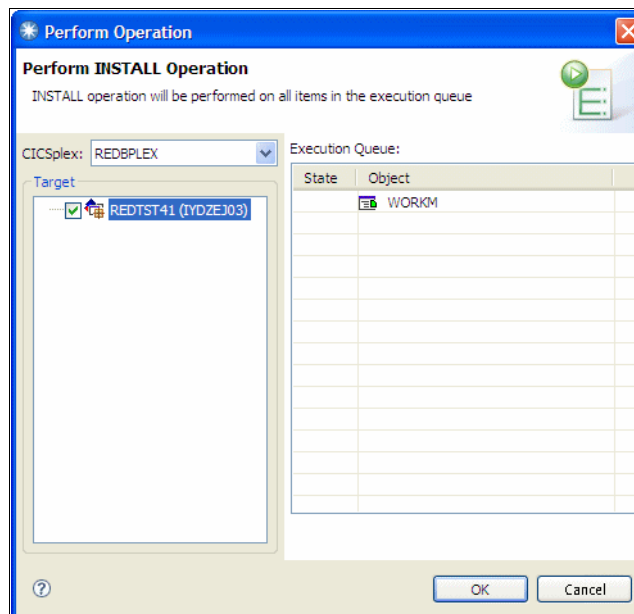 Perform Operation
Perform INSTALL Operation
INSTALL operation will be performed on all items in the execution queue
CICSplex: REDBPLEX
Target
REDTST41 (IYDZEJ03)
Execution Queue:
State Object
WORKM
OK Cancel